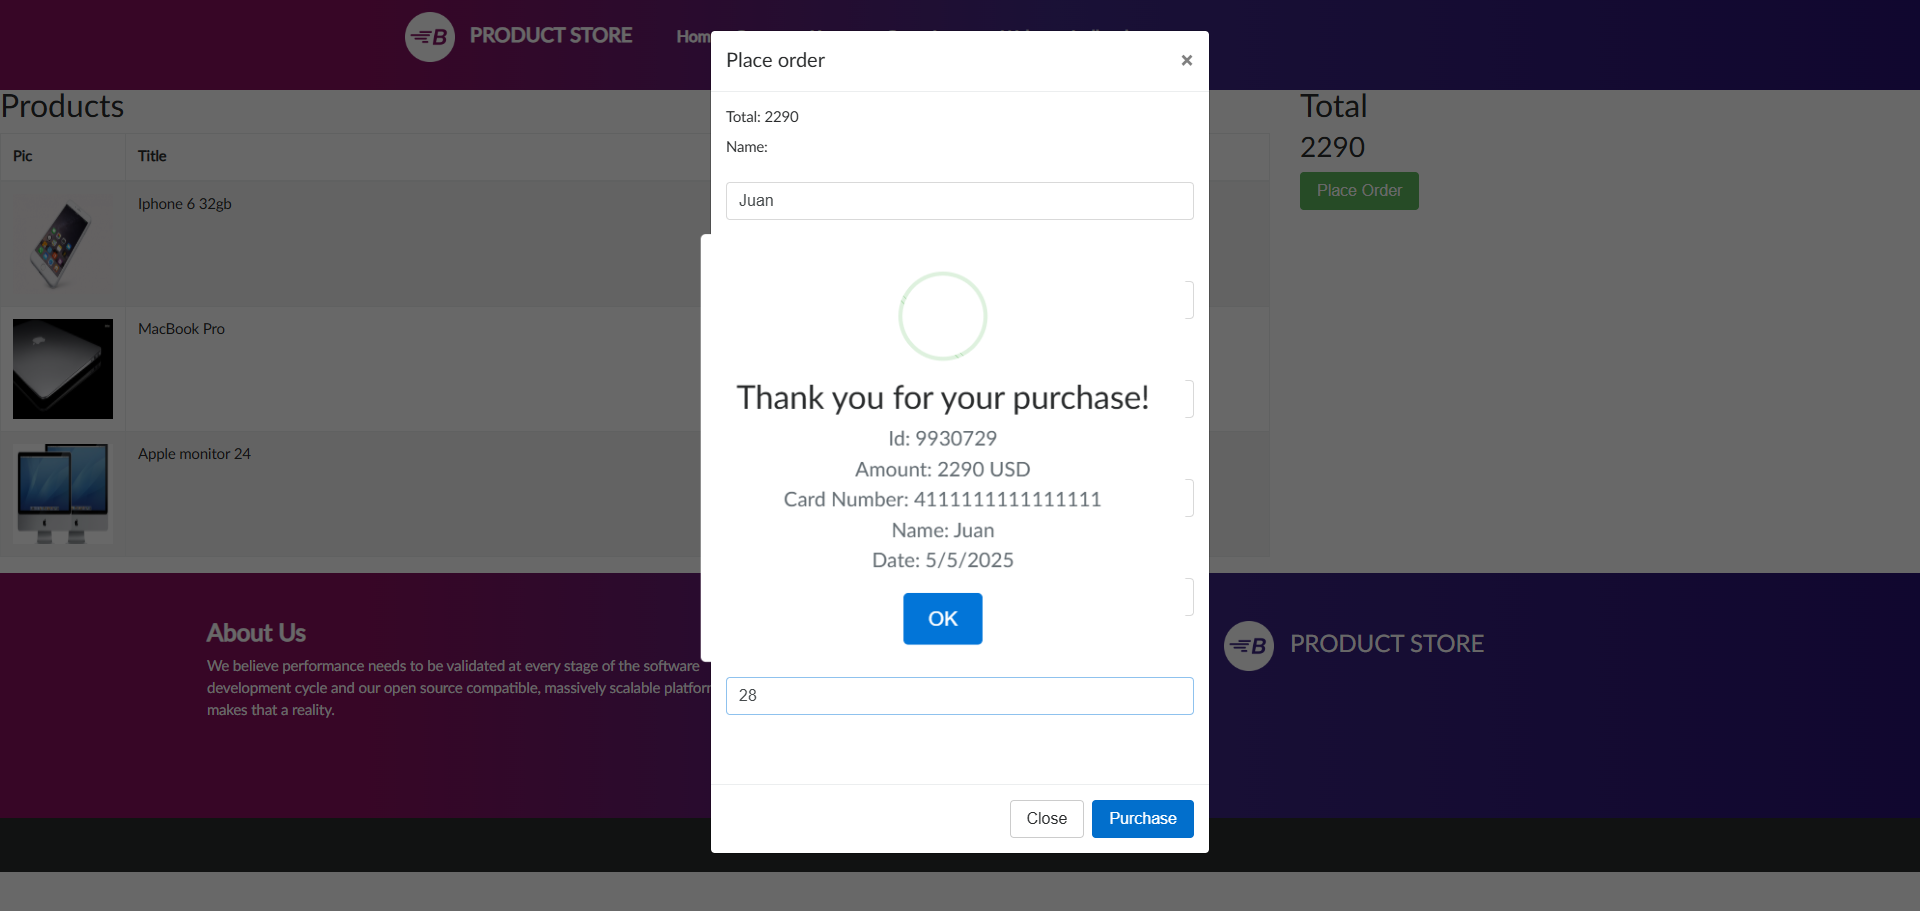 PRODUCT STORE
Hom
Place order
×
Products
Total: 2290
Total
2290
Name:
Pic
Title
Place Order
Juan
Iphone 6 32gb
MacBook Pro
Thank you for your purchase!
Id: 9930729
Apple monitor 24
Amount: 2290 USD
Card Number: 4111111111111111
Name: Juan
Date: 5/5/2025
OK
About Us
We believe performance needs to be validated at every stage of the software
development cycle and our open source compatible, massively scalable platform
makes that a reality.
PRODUCT STORE
28
Close
Purchase